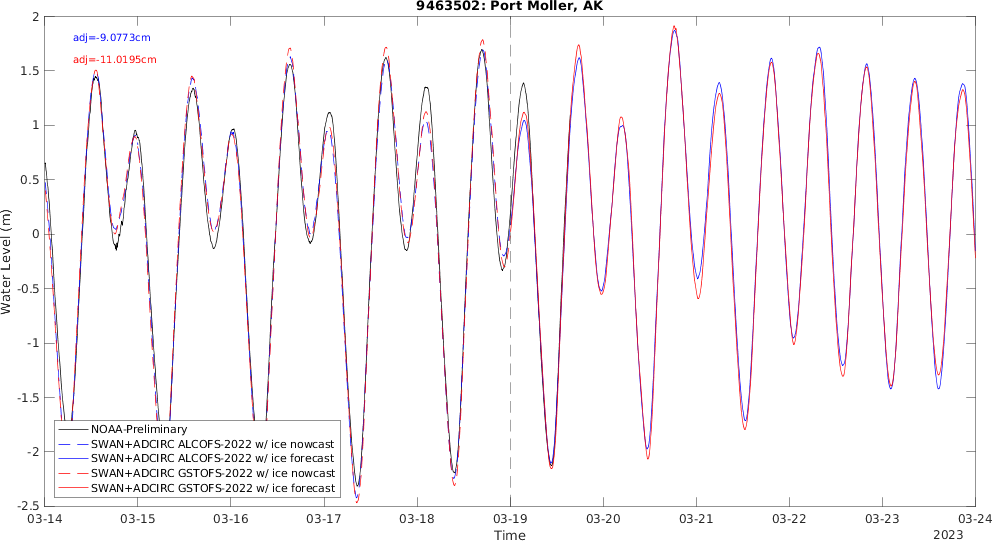 9463502: Port Moller, AK
adj=-9.0773cm
adj=-11.0195cm
Water Level (m)
2
1.5
1
0.5
0
-0.5
-1
-1.5
-2
-2.5
NOAA-Preliminary
SWAN+ADCIRC ALCOFS-2022 w/ ice nowcast
SWAN+ADCIRC ALCOFS-2022 w/ ice forecast
SWAN+ADCIRC GSTOFS-2022 w/ ice nowcast
SWAN+ADCIRC GSTOFS-2022 w/ ice forecast
03-14 03-15 03-16 03-17 03-18 03-19 03-20 03-21 03-22 03-23 03-24
Time
2023